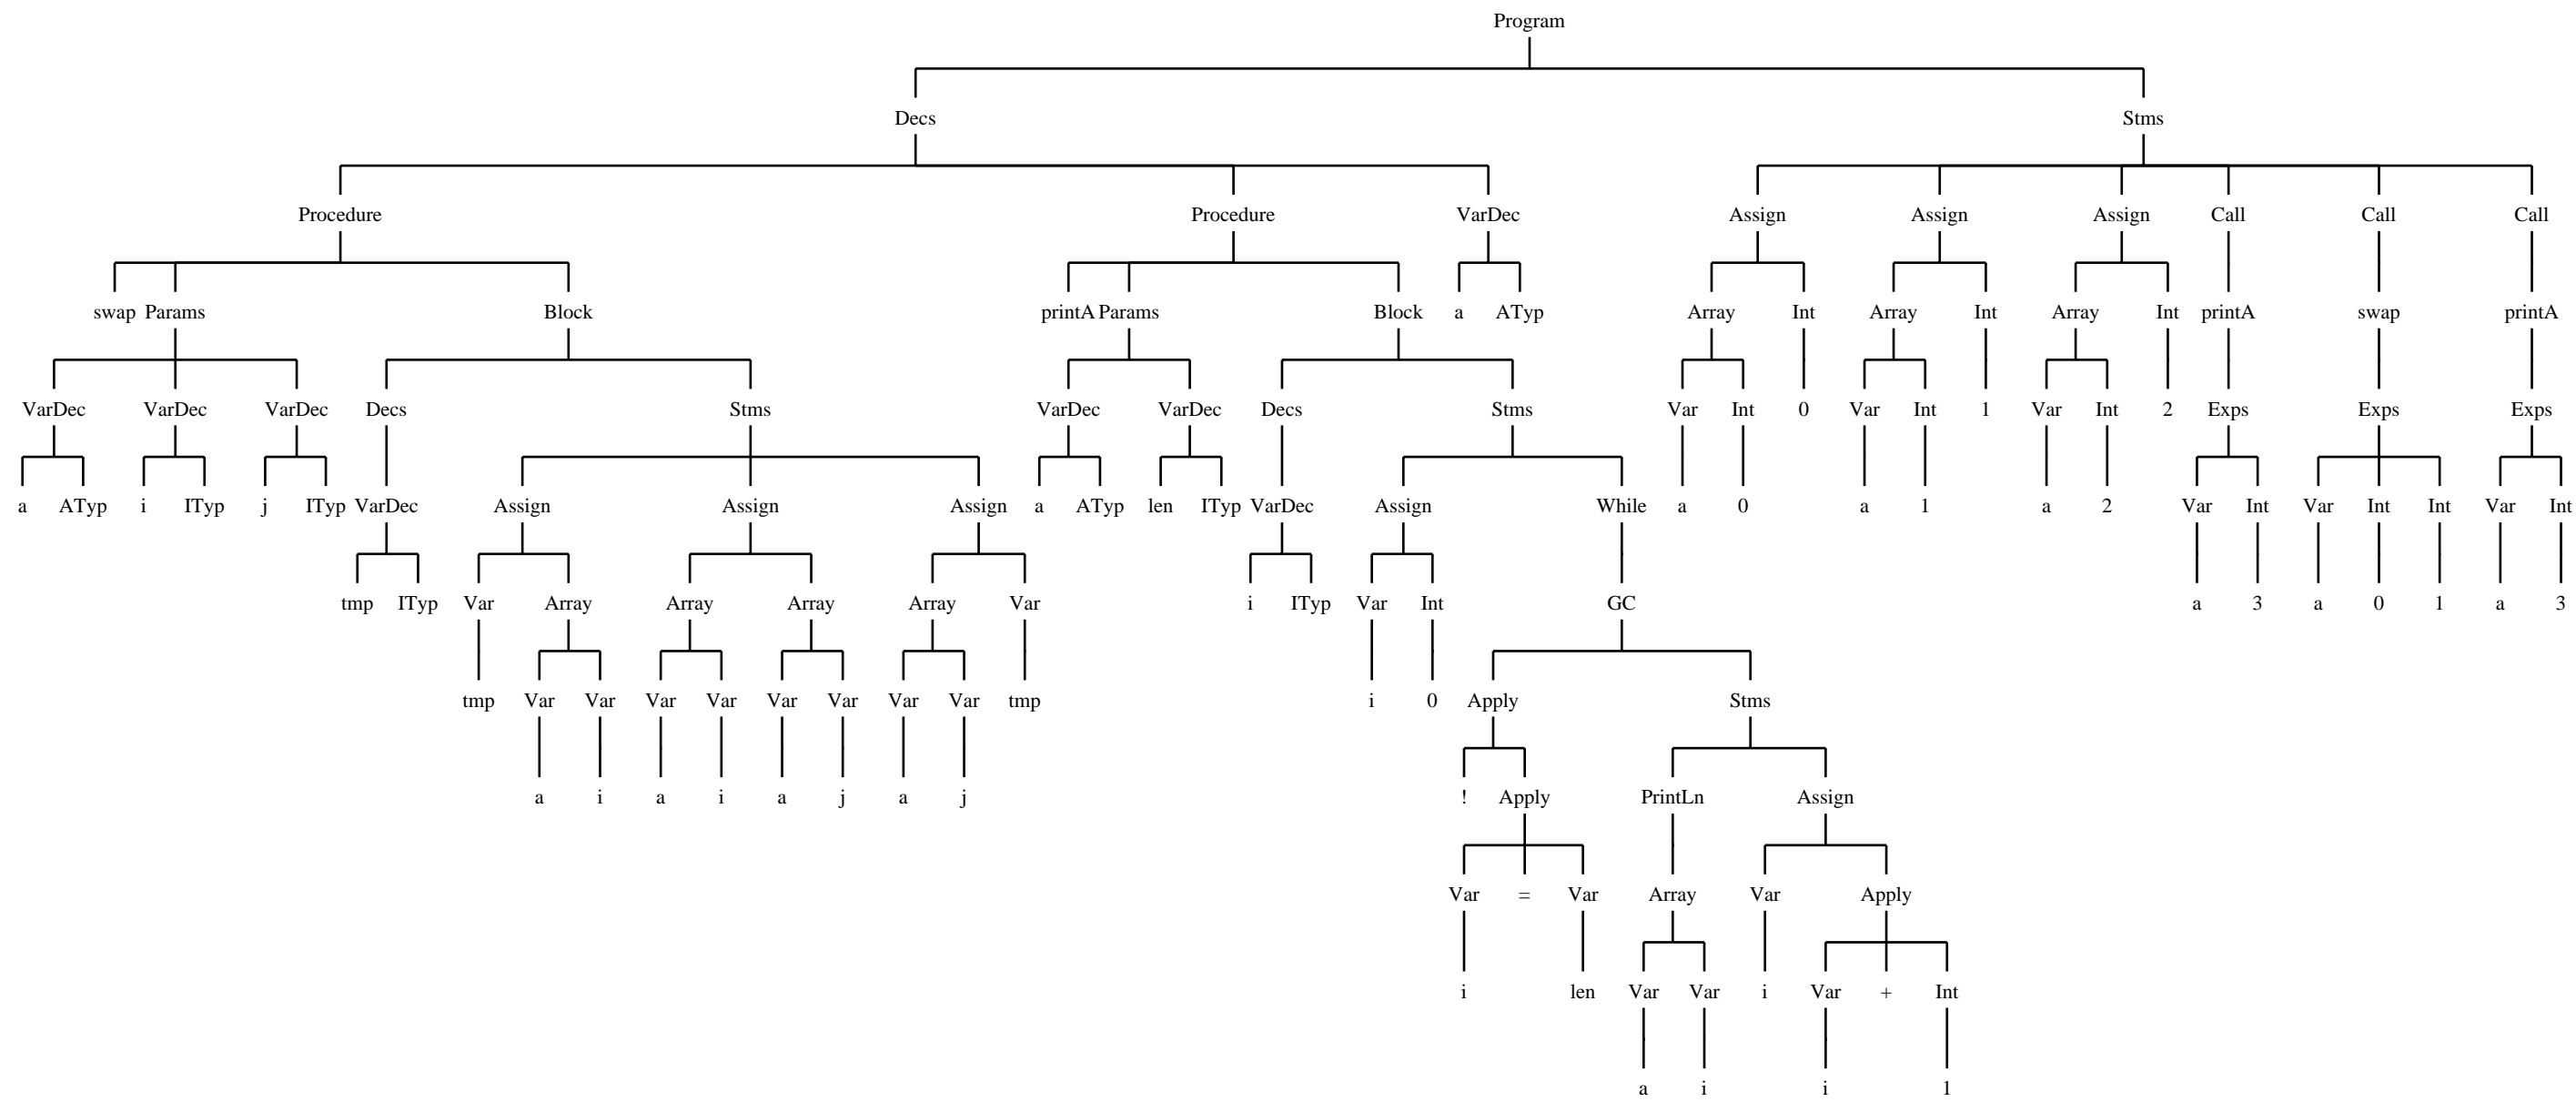 Program
Decs Stms
Procedure Procedure VarDec Assign Assign Assign Call Call Call
swap Params Block printA Params Block a ATyp Array Int Array Int Array Int printA swap printA
VarDec VarDec VarDec Decs Stms VarDec VarDec Decs Stms Var Int 0 Var Int 1 Var Int 2 Exps Exps Exps
a ATyp i ITyp j ITyp VarDec Assign Assign Assign a ATyp len ITyp VarDec Assign While a 0 a 1 a 2 Var Int Var Int Int Var Int
tmp ITyp Var Array Array Array Array Var i ITyp Var Int GC a 3 a 0 1 a 3
tmp Var Var Var Var Var Var Var Var tmp i 0 Apply Stms
a i a i a j a j ! Apply PrintLn Assign
Var = Var Array Var Apply
i len Var Var i Var + Int
a i i 1